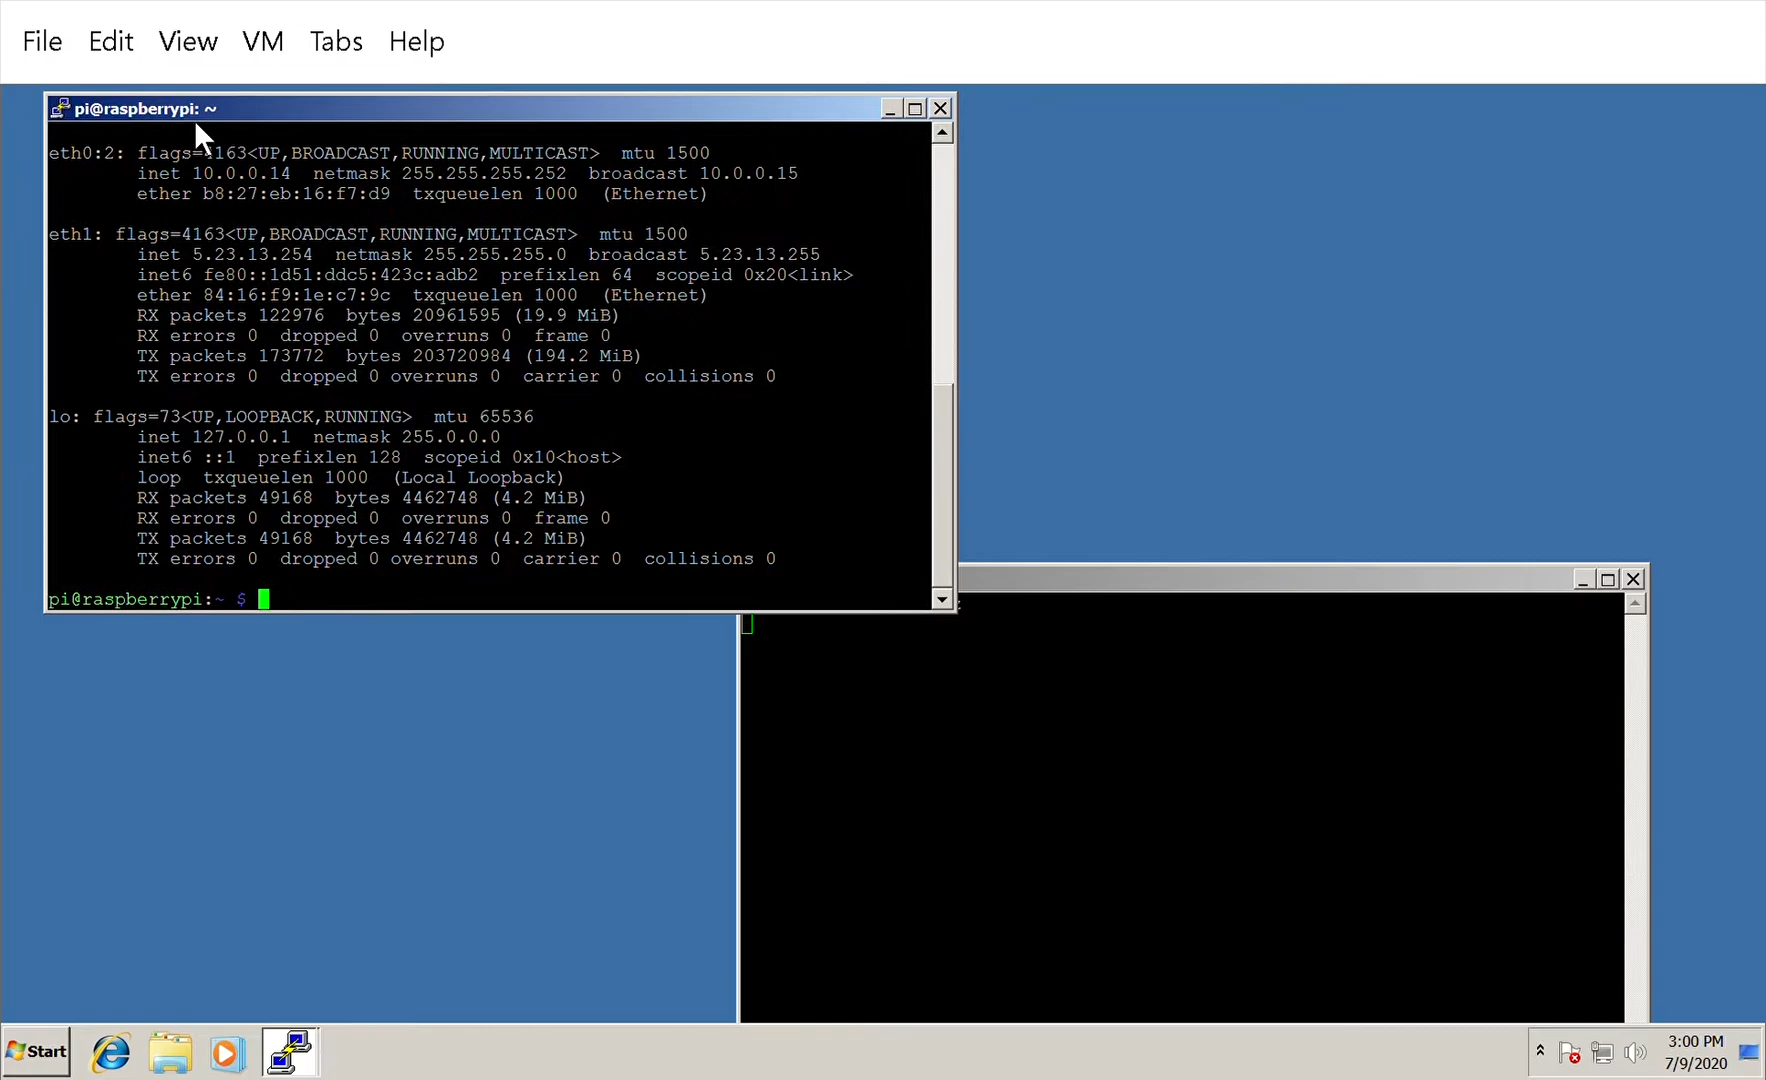 File Edit View VM Tabs Help
pi@raspberrypi: ~
eth0:2: flags=4163<UP,BROADCAST,RUNNING,MULTICAST>  mtu 1500
        inet 10.0.0.14  netmask 255.255.255.252  broadcast 10.0.0.15
        ether b8:27:eb:16:f7:d9  txqueuelen 1000  (Ethernet)
eth1: flags=4163<UP,BROADCAST,RUNNING,MULTICAST>  mtu 1500
        inet 5.23.13.254  netmask 255.255.255.0  broadcast 5.23.13.255
        inet6 fe80::1d51:ddc5:423c:adb2  prefixlen 64  scopeid 0x20<link>
        ether 84:16:f9:1e:c7:9c  txqueuelen 1000  (Ethernet)
        RX packets 122976  bytes 20961595 (19.9 MiB)
        RX errors 0  dropped 0  overruns 0  frame 0
        TX packets 173772  bytes 203720984 (194.2 MiB)
        TX errors 0  dropped 0 overruns 0  carrier 0  collisions 0
lo: flags=73<UP,LOOPBACK,RUNNING>  mtu 65536
        inet 127.0.0.1  netmask 255.0.0.0
        inet6 ::1  prefixlen 128  scopeid 0x10<host>
        loop  txqueuelen 1000  (Local Loopback)
        RX packets 49168  bytes 4462748 (4.2 MiB)
        RX errors 0  dropped 0  overruns 0  frame 0
        TX packets 49168  bytes 4462748 (4.2 MiB)
        TX errors 0  dropped 0 overruns 0  carrier 0  collisions 0
pi@raspberrypi:~ $
Start
3:00 PM
7/9/2020